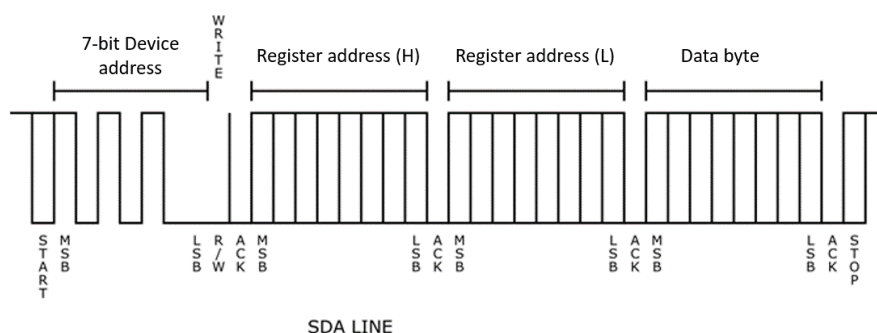 WRITE
7-bit Device
address
Register address (H)
Register address (L)
Data byte
START
MSB
LSB
R/W
ACK
MSB
LSB
ACK
MSB
LSB
ACK
MSB
LSB
ACK
STOP
SDA LINE